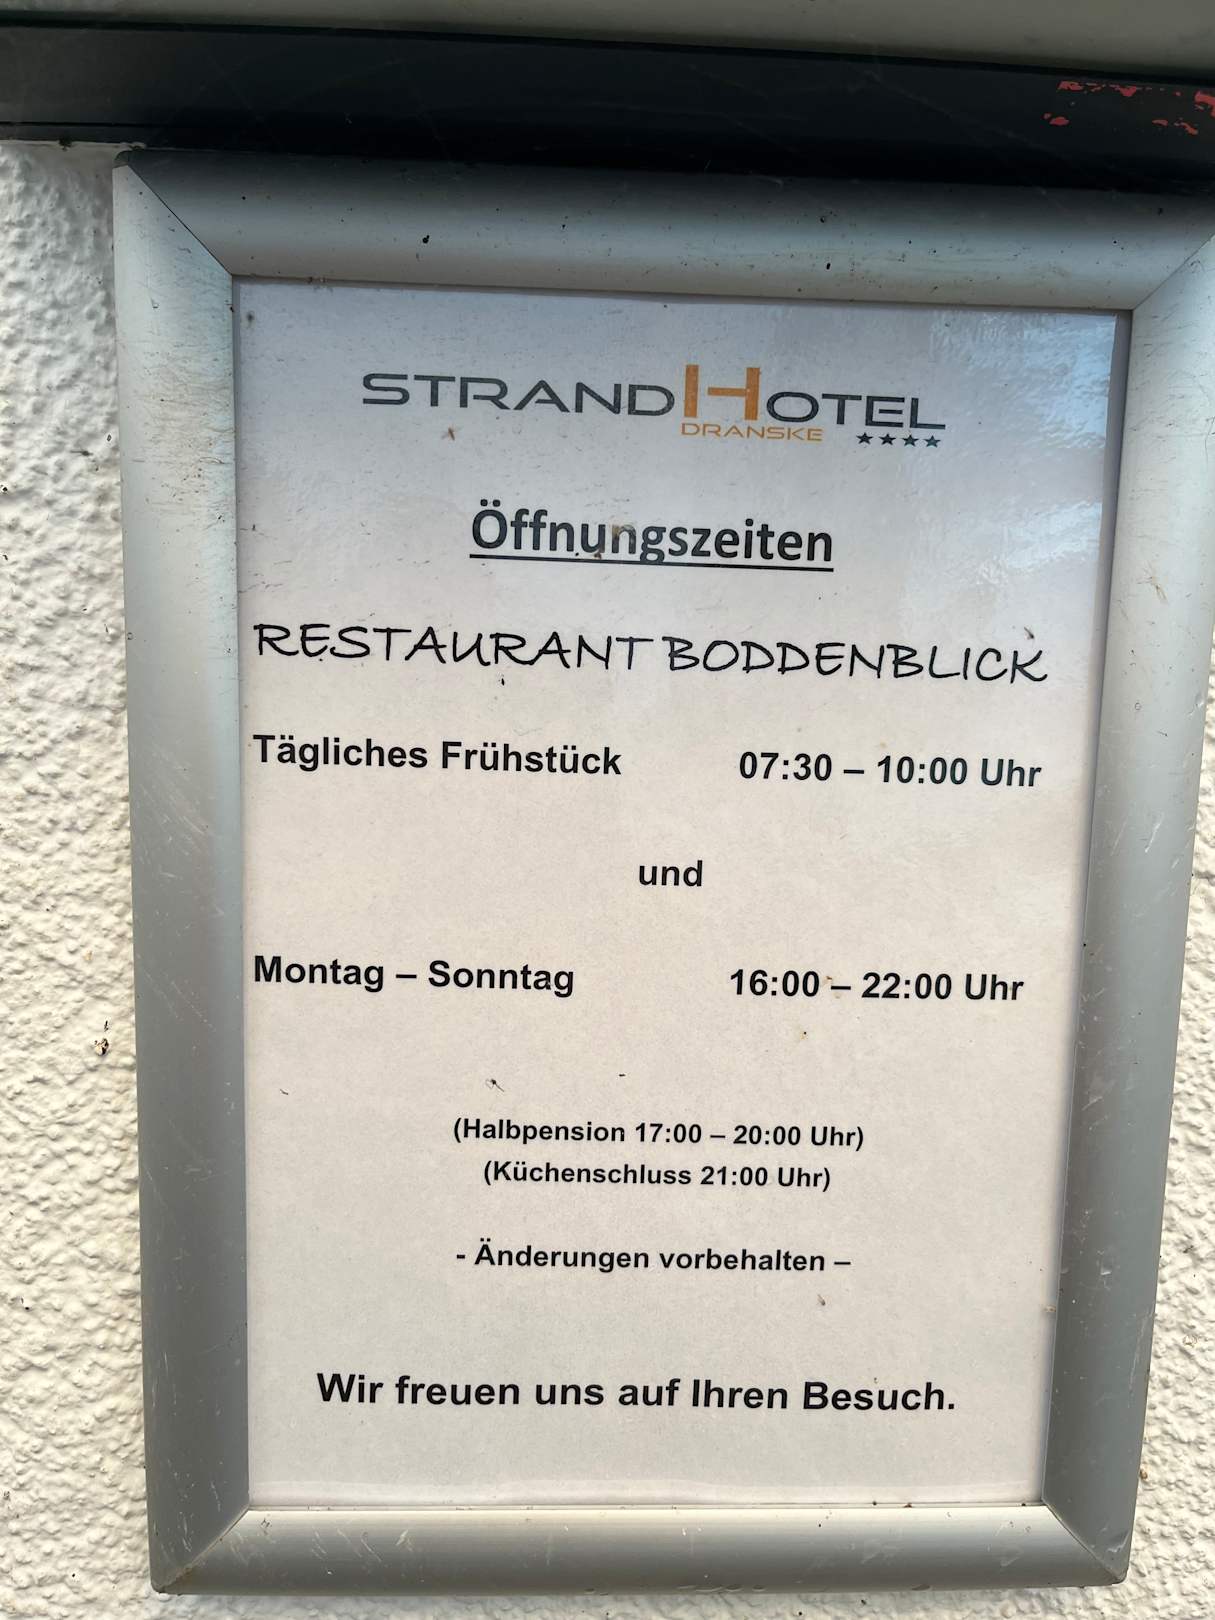 STRANDHOTEL
DRANSKE ★★★★
Öffnungszeiten
RESTAURANT BODDENBLICK
Tägliches Frühstück 07:30 – 10:00 Uhr
und
Montag – Sonntag 16:00 – 22:00 Uhr
(Halbpension 17:00 – 20:00 Uhr)
(Küchenschluss 21:00 Uhr)
- Änderungen vorbehalten –
Wir freuen uns auf Ihren Besuch.